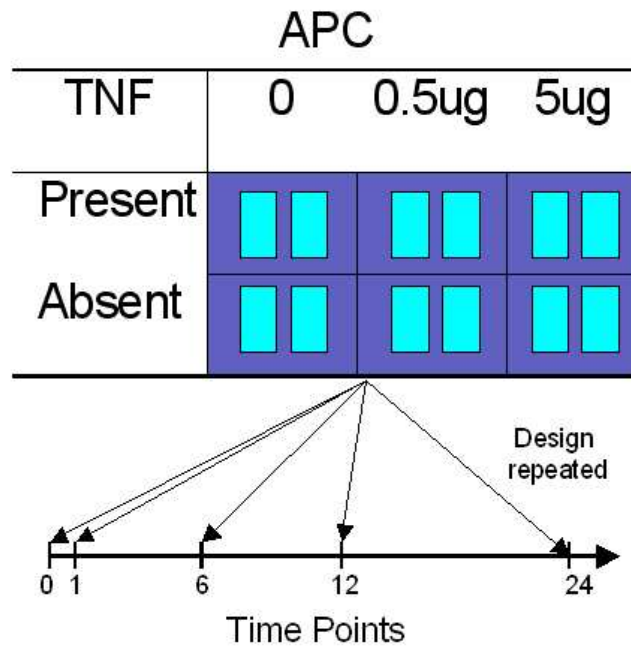 APC
TNF 0 0.5ug 5ug
Present
Absent
Design
repeated
0 1 6 12 24
Time Points